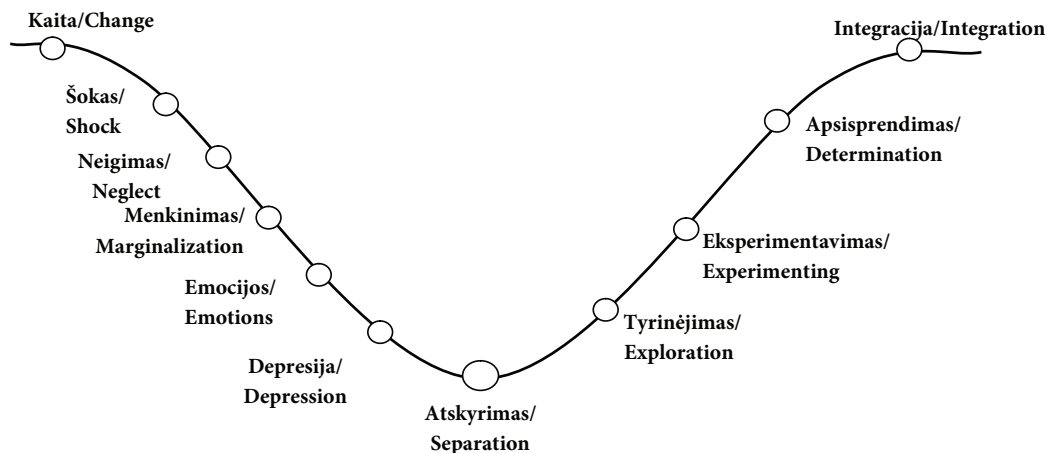 Kaita/Change
Šokas/
Shock
Neigimas/
Neglect
Menkinimas/
Marginalization
Emocijos/
Emotions
Depresija/
Depression
Atskyrimas/
Separation
Tyrinėjimas/
Exploration
Eksperimentavimas/
Experimenting
Apsisprendimas/
Determination
Integracija/Integration